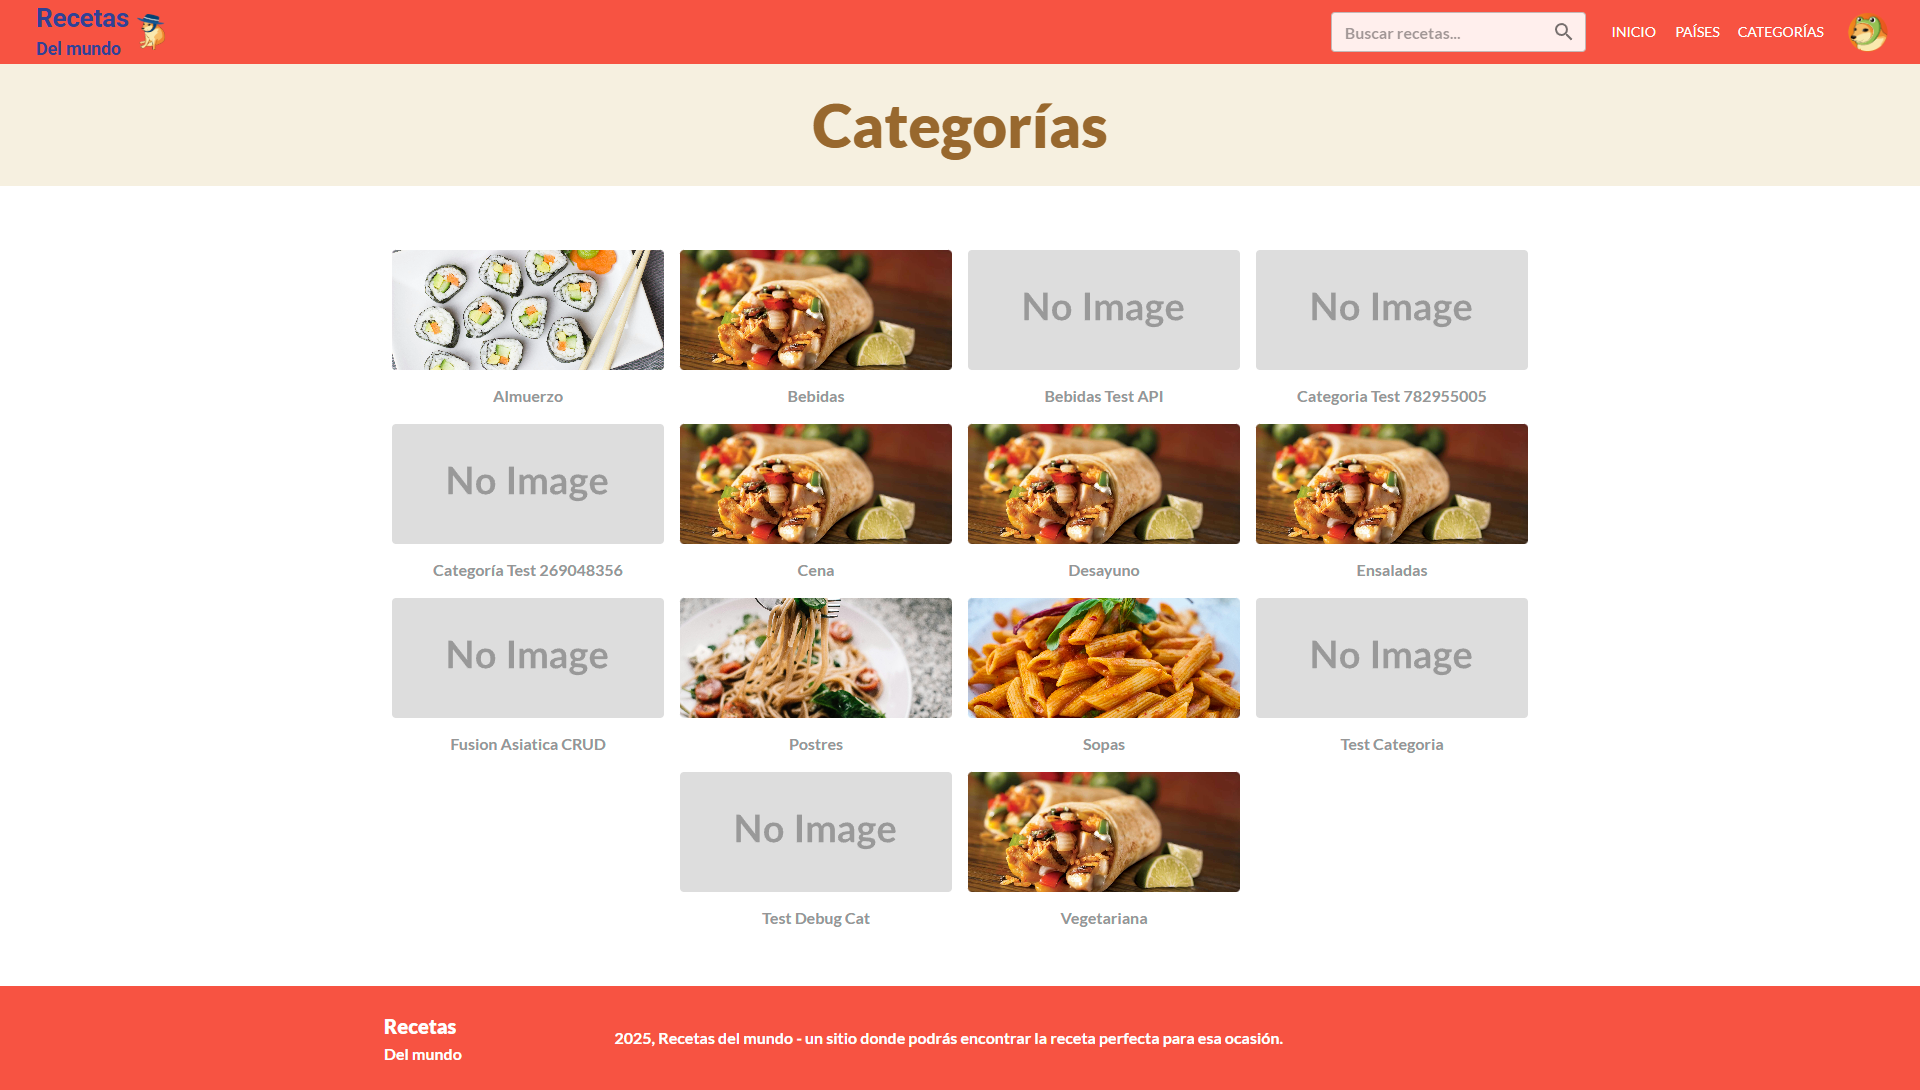 Recetas
Del mundo
Buscar recetas...
INICIO
PAÍSES
CATEGORÍAS
Categorías
No Image
No Image
Almuerzo
Bebidas
Bebidas Test API
Categoria Test 782955005
No Image
Categoría Test 269048356
Cena
Desayuno
Ensaladas
No Image
No Image
Fusion Asiatica CRUD
Postres
Sopas
Test Categoria
No Image
Test Debug Cat
Vegetariana
Recetas
Del mundo
2025, Recetas del mundo - un sitio donde podrás encontrar la receta perfecta para esa ocasión.